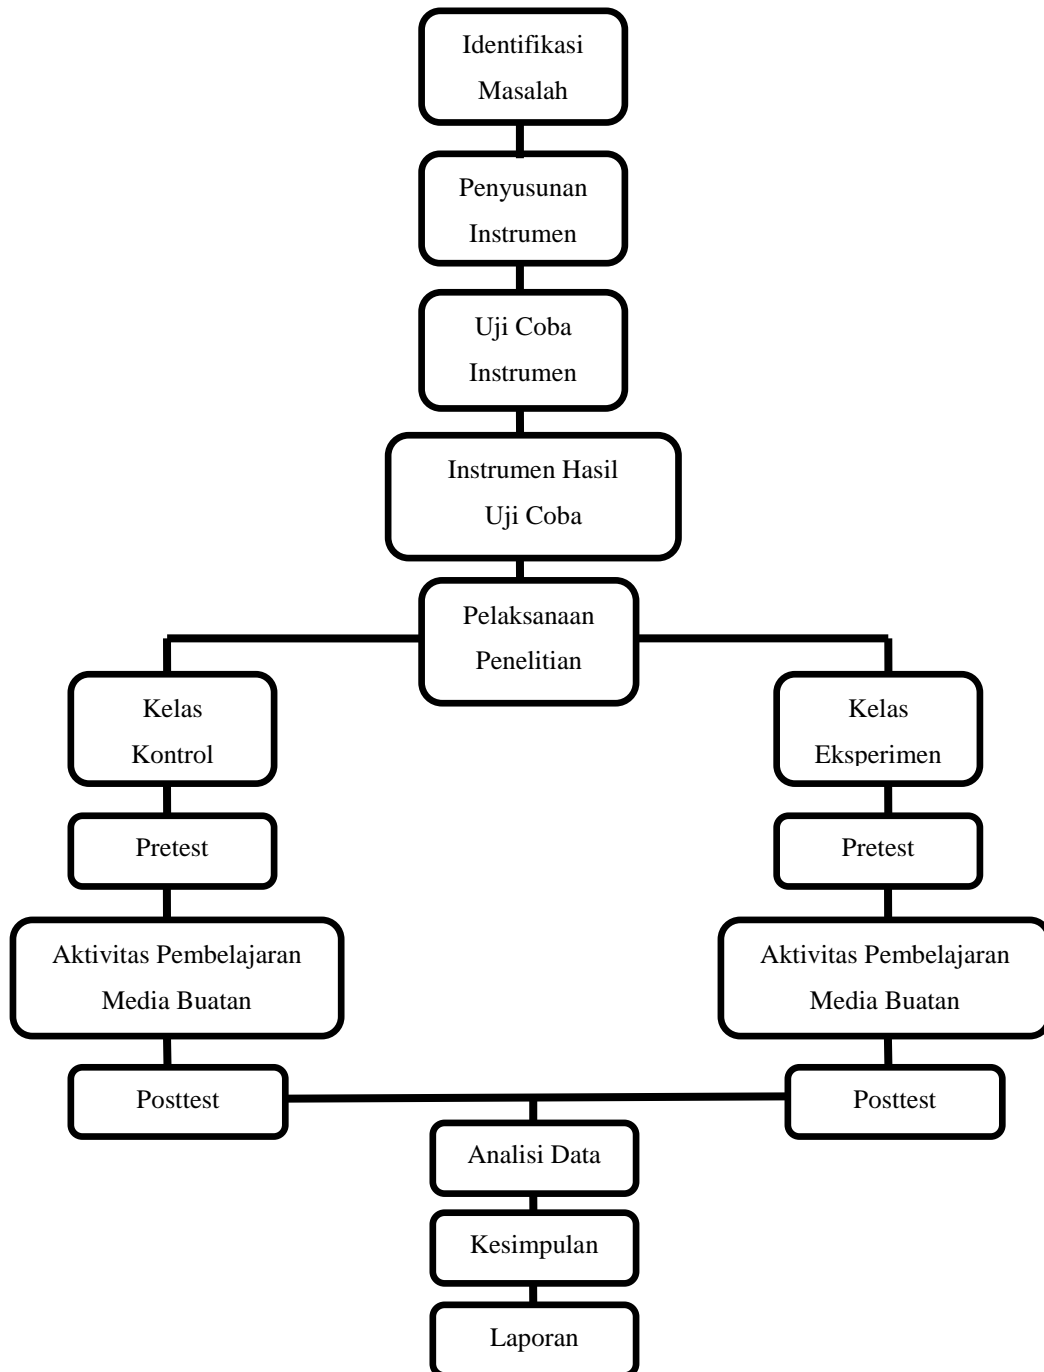 Identifikasi
Masalah
Penyusunan
Instrumen
Uji Coba
Instrumen
Instrumen Hasil
Uji Coba
Pelaksanaan
Penelitian
Kelas
Kontrol
Kelas
Eksperimen
Pretest
Pretest
Aktivitas Pembelajaran
Media Buatan
Aktivitas Pembelajaran
Media Buatan
Posttest
Posttest
Analisi Data
Kesimpulan
Laporan